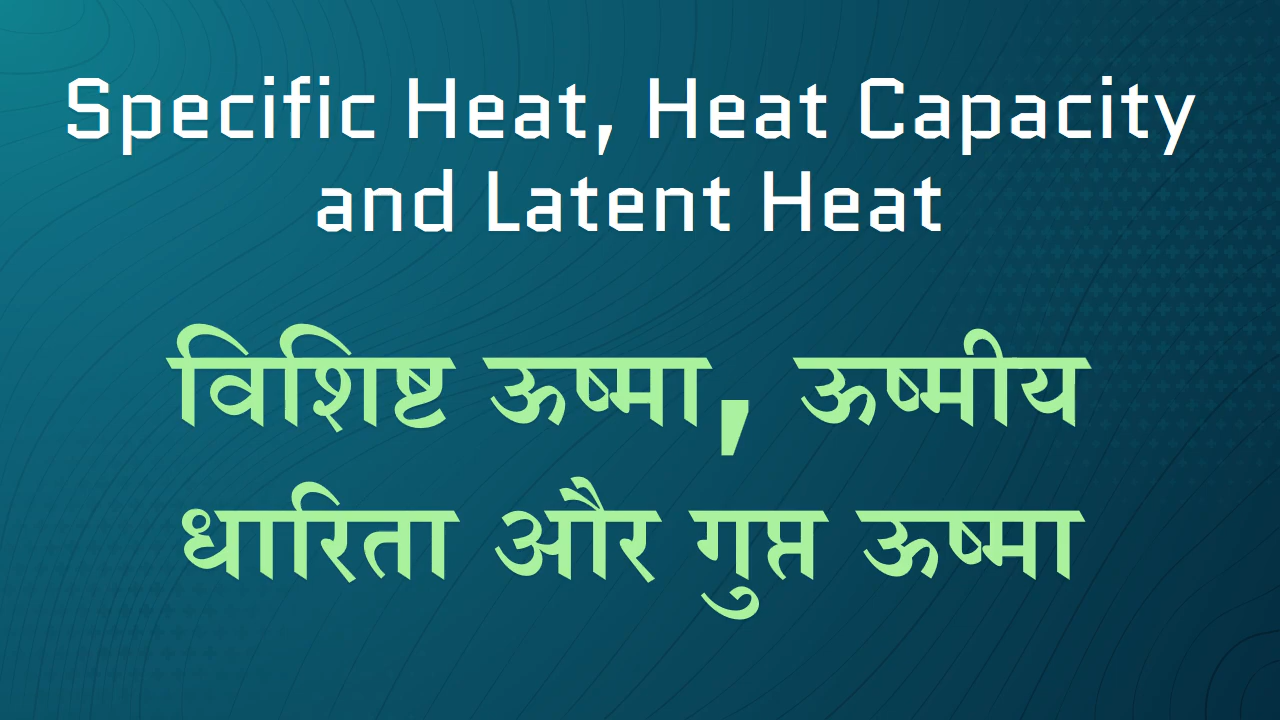 Specific Heat, Heat Capacity
and Latent Heat
विशिष्ट ऊष्मा, ऊष्मीय
धारिता और गुप्त ऊष्मा